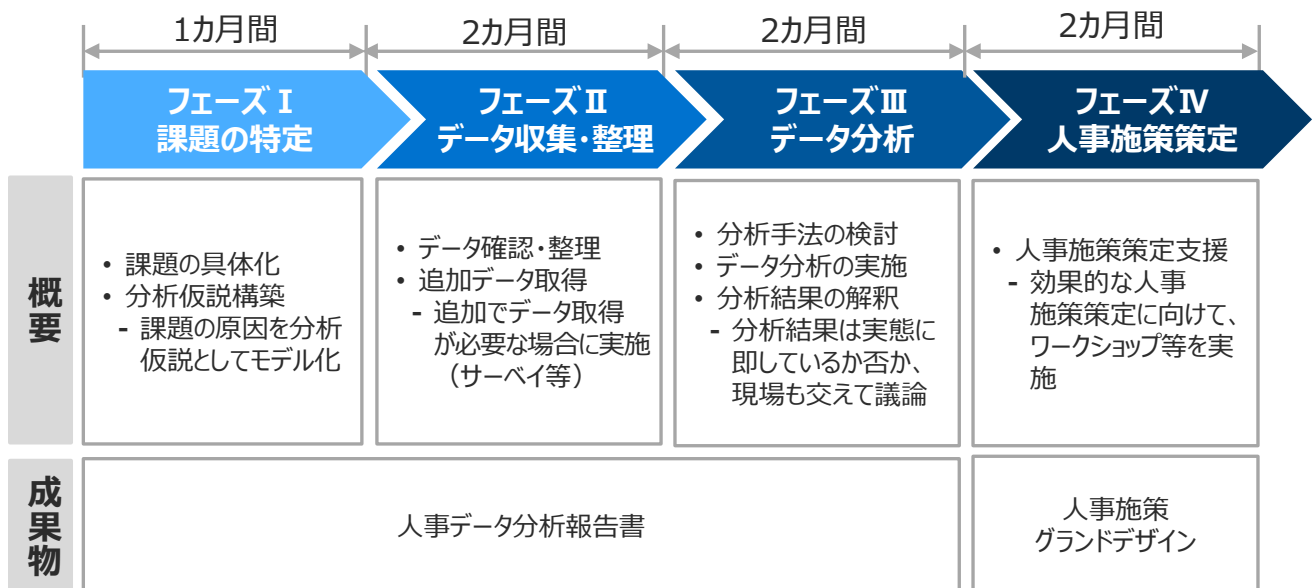 1カ月間
2カ月間
2カ月間
2カ月間
フェーズⅠ
課題の特定
フェーズⅡ
データ収集・整理
フェーズⅢ
データ分析
フェーズⅣ
人事施策策定
概要
• 課題の具体化
• 分析仮説構築
- 課題の原因を分析
仮説としてモデル化
• データ確認・整理
• 追加データ取得
- 追加でデータ取得
が必要な場合に実施
（サーベイ等）
• 分析手法の検討
• データ分析の実施
• 分析結果の解釈
- 分析結果は実態に
即しているか否か、
現場も交えて議論
• 人事施策策定支援
- 効果的な人事
施策策定に向けて、
ワークショップ等を実
施
成果物
人事データ分析報告書
人事施策
グランドデザイン